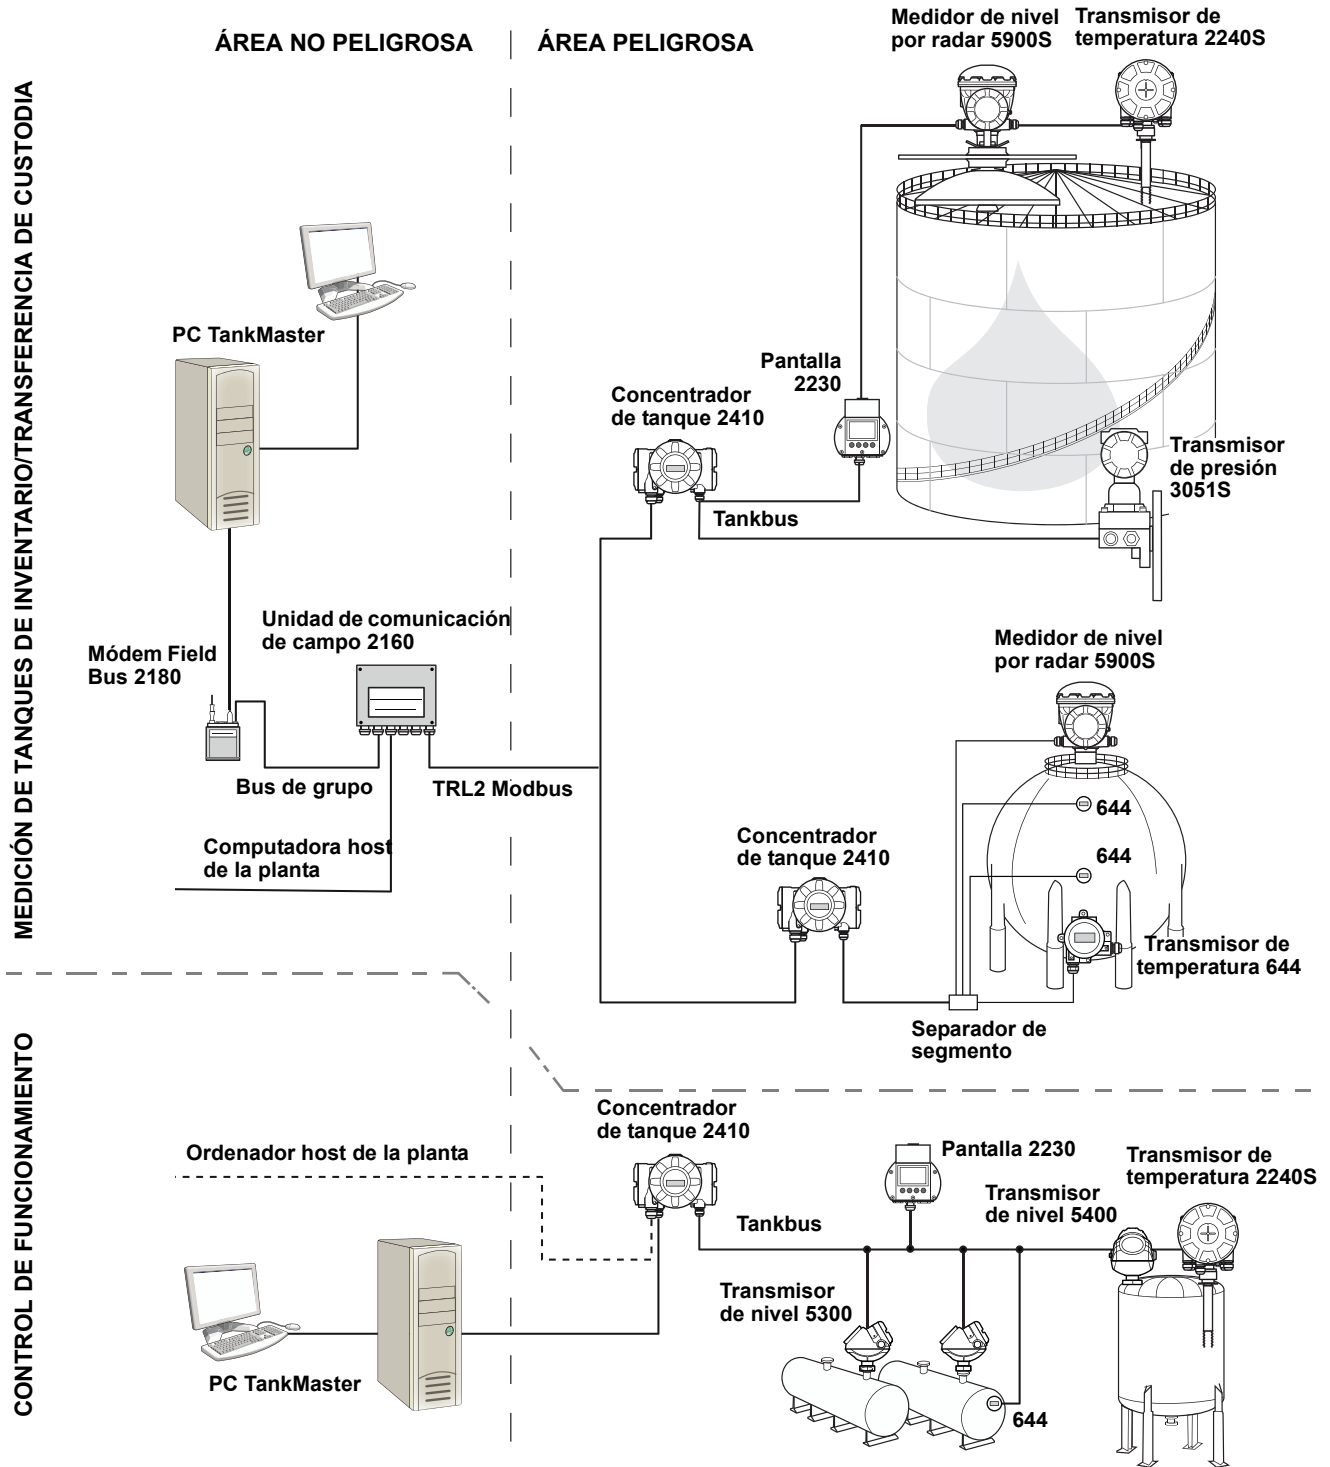 ÁREA NO PELIGROSA
ÁREA PELIGROSA
Medidor de nivel
por radar 5900S
Transmisor de
temperatura 2240S
MEDICIÓN DE TANQUES DE INVENTARIO/TRANSFERENCIA DE CUSTODIA
PC TankMaster
Pantalla
2230
Concentrador
de tanque 2410
Transmisor
de presión
3051S
Tankbus
Unidad de comunicación
de campo 2160
Módem Field
Bus 2180
Medidor de nivel
por radar 5900S
Bus de grupo
TRL2 Modbus
644
Computadora host
de la planta
Concentrador
de tanque 2410
644
Transmisor de
temperatura 644
Separador de
segmento
CONTROL DE FUNCIONAMIENTO
Concentrador
de tanque 2410
Ordenador host de la planta
Pantalla 2230
Transmisor de
temperatura 2240S
Transmisor
de nivel 5400
Tankbus
Transmisor
de nivel 5300
PC TankMaster
644